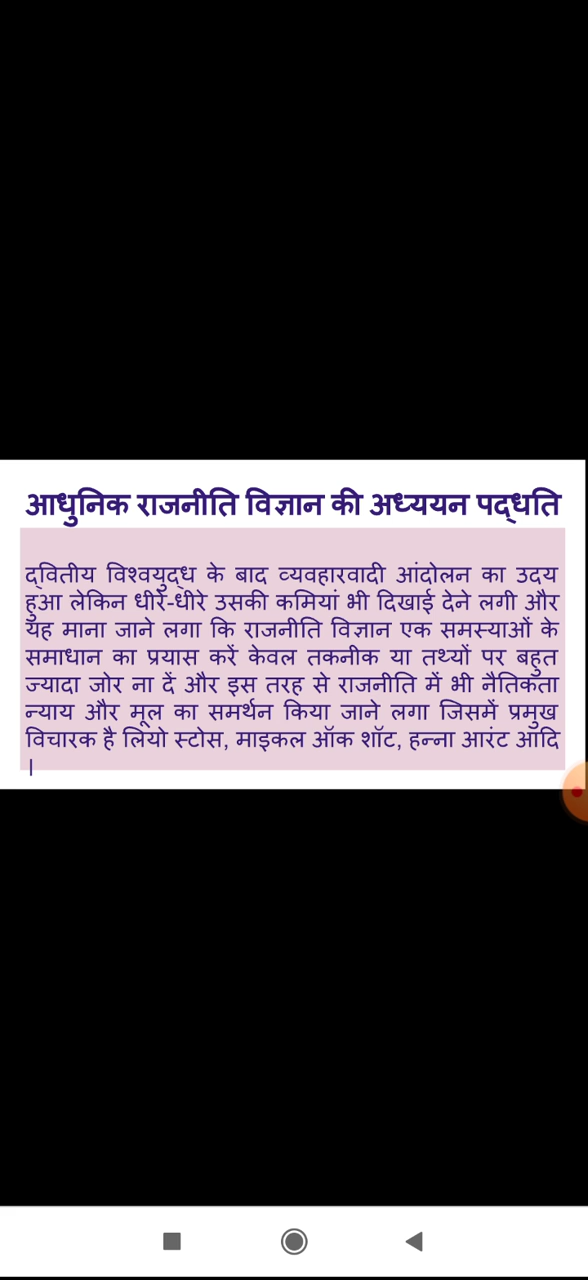 आधुनिक राजनीति विज्ञान की अध्ययन पद्धति
द्वितीय विश्वयुद्ध के बाद व्यवहारवादी आंदोलन का उदय
हुआ लेकिन धीरे-धीरे उसकी कमियां भी दिखाई देने लगी और
यह माना जाने लगा कि राजनीति विज्ञान एक समस्याओं के
समाधान का प्रयास करें केवल तकनीक या तथ्यों पर बहुत
ज्यादा जोर ना दें और इस तरह से राजनीति में भी नैतिकता
न्याय और मूल का समर्थन किया जाने लगा जिसमें प्रमुख
विचारक है लियो स्टोस, माइकल ऑक शॉट, हन्ना आरंट आदि
।